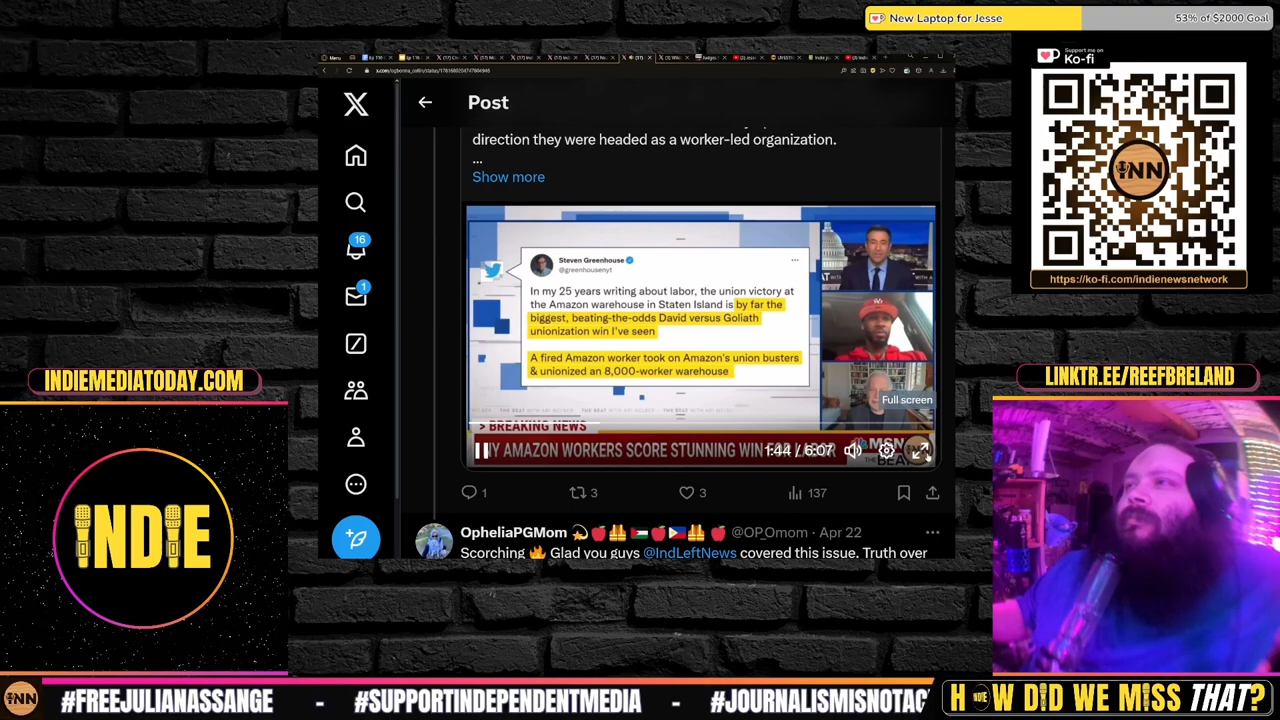 New Laptop for Jesse
53% of $2000 Goal
Support me on
Ko-fi
INN
https://ko-fi.com/indienewsnetwork
Post
direction they were headed as a worker-led organization.
...
Show more
16
1
Steven Greenhouse
@greenhousenyt
In my 25 years writing about labor, the union victory at
the Amazon warehouse in Staten Island is by far the
biggest, beating-the-odds David versus Goliath
unionization win I've seen
A fired Amazon worker took on Amazon's union busters
& unionized an 8,000-worker warehouse
Full screen
> BREAKING NEWS
NY AMAZON WORKERS SCORE STUNNING WIN
1:44 / 6:07
1
3
3
137
OpheliaPGMom @OP_Omom · Apr 22
Scorching 🔥 Glad you guys @IndLeftNews covered this issue. Truth over
INDIEMEDIATODAY.COM
INDIE
LINKTR.EE/REEFBRELAND
INN
#FREEJULIANASSANGE - #SUPPORTINDEPENDENTMEDIA - #JOURNALISMISNOTAC
HOW DID WE MISS THAT?